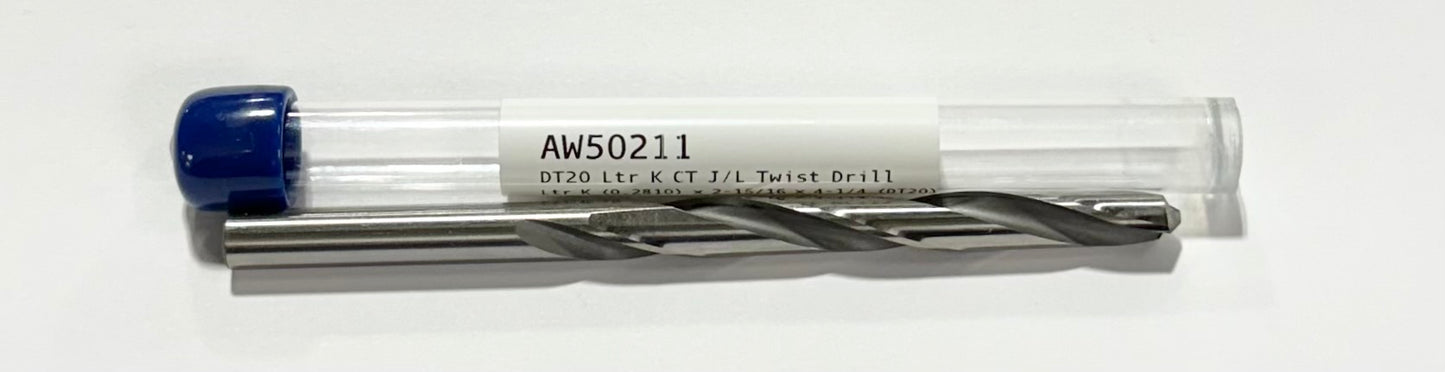 AW50211
DT20 Ltr K CT J/L Twist Drill
Ltr K (0.2810) x 2-15/16 x 4-1/4 (DT20)